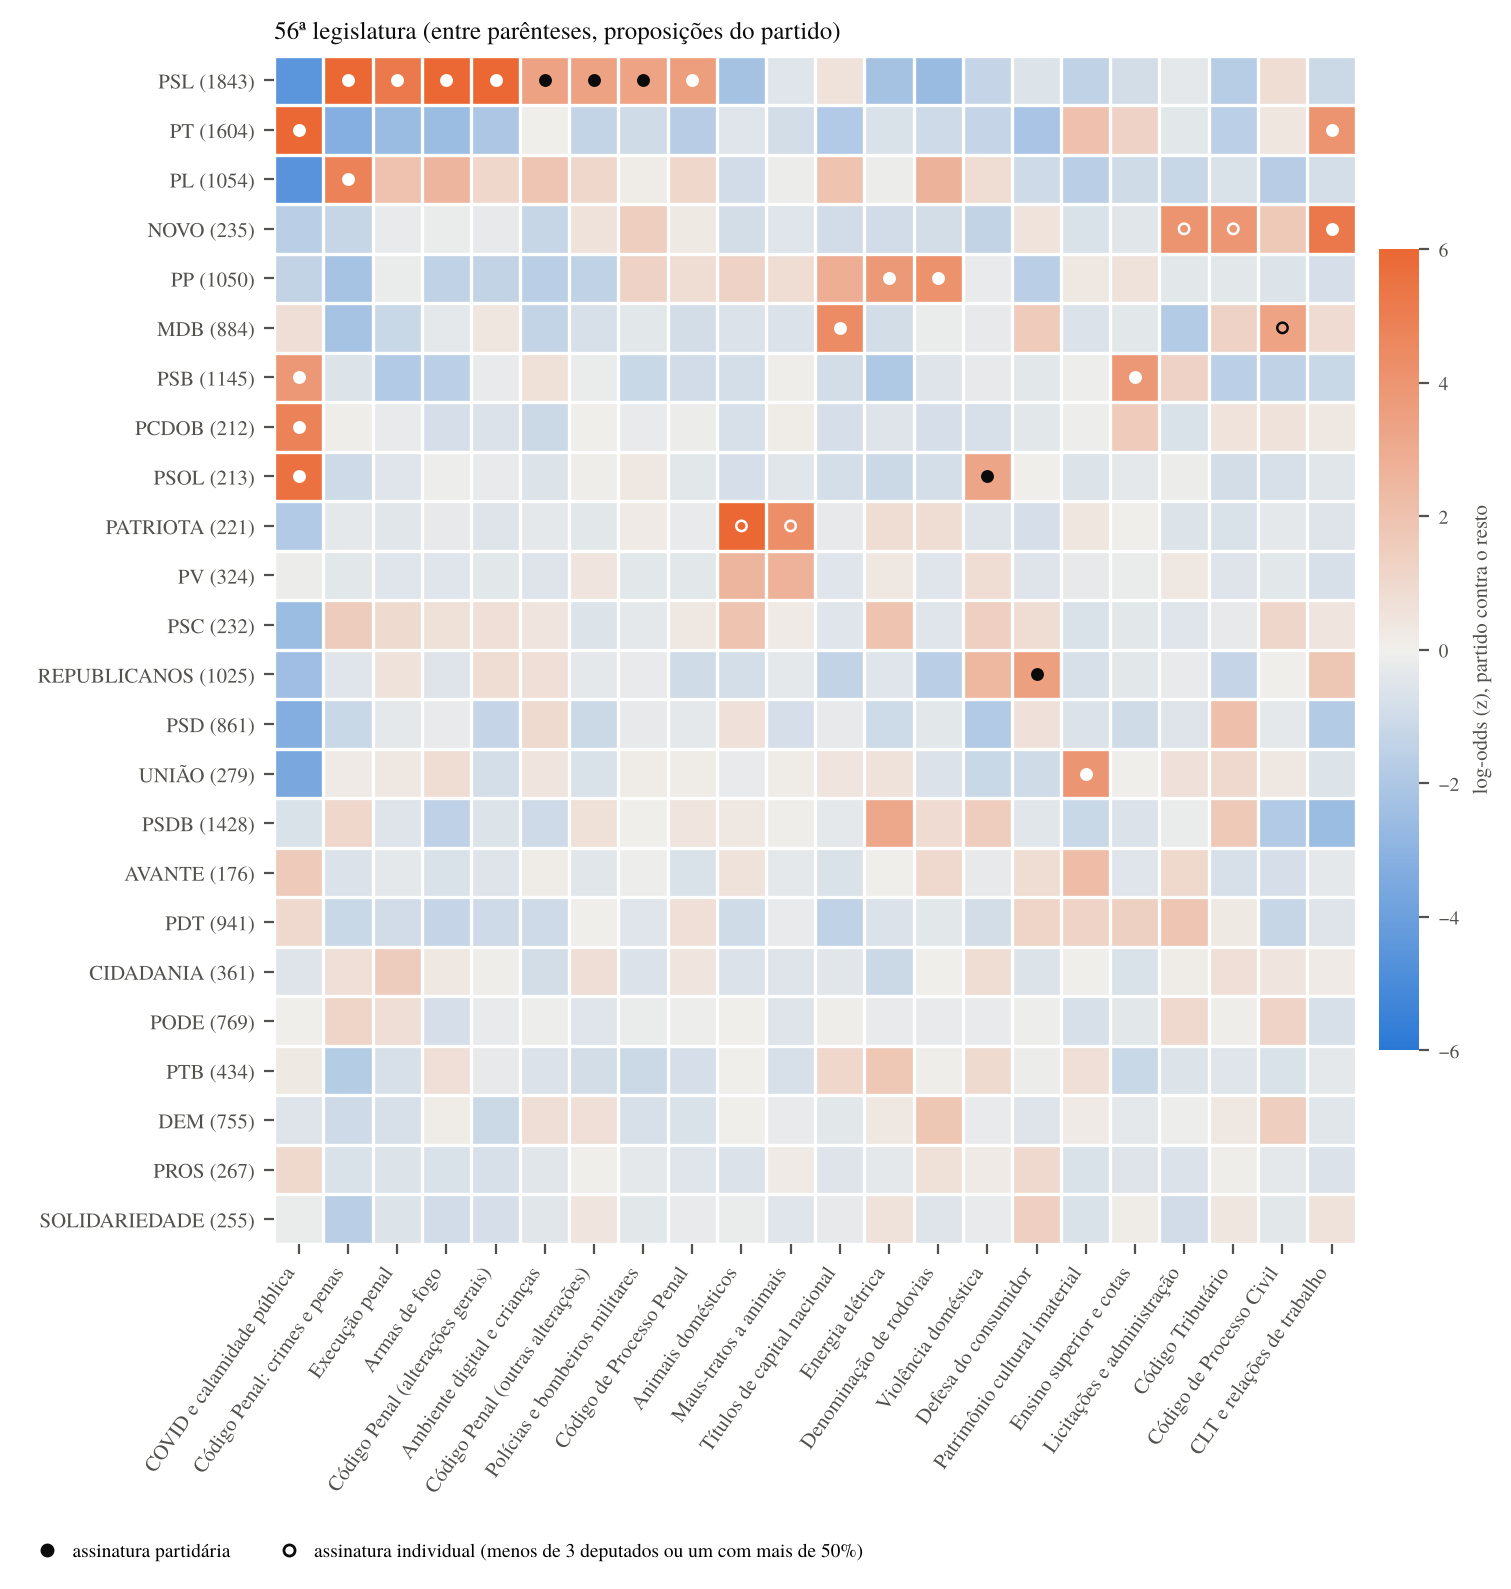 56ª legislatura (entre parênteses, proposições do partido)
PSL (1843)
PT (1604)
PL (1054)
NOVO (235)
PP (1050)
MDB (884)
PSB (1145)
PCDOB (212)
PSOL (213)
PATRIOTA (221)
PV (324)
PSC (232)
REPUBLICANOS (1025)
PSD (861)
UNIÃO (279)
PSDB (1428)
AVANTE (176)
PDT (941)
CIDADANIA (361)
PODE (769)
PTB (434)
DEM (755)
PROS (267)
SOLIDARIEDADE (255)
COVID e calamidade pública
Código Penal: crimes e penas
Execução penal
Armas de fogo
Código Penal (alterações gerais)
Ambiente digital e crianças
Código Penal (outras alterações)
Polícias e bombeiros militares
Código de Processo Penal
Animais domésticos
Maus-tratos a animais
Títulos de capital nacional
Energia elétrica
Denominação de rodovias
Violência doméstica
Defesa do consumidor
Patrimônio cultural imaterial
Ensino superior e cotas
Licitações e administração
Código Tributário
Código de Processo Civil
CLT e relações de trabalho
6
4
2
0
−2
−4
−6
log-odds (z), partido contra o resto
assinatura partidária
assinatura individual (menos de 3 deputados ou um com mais de 50%)